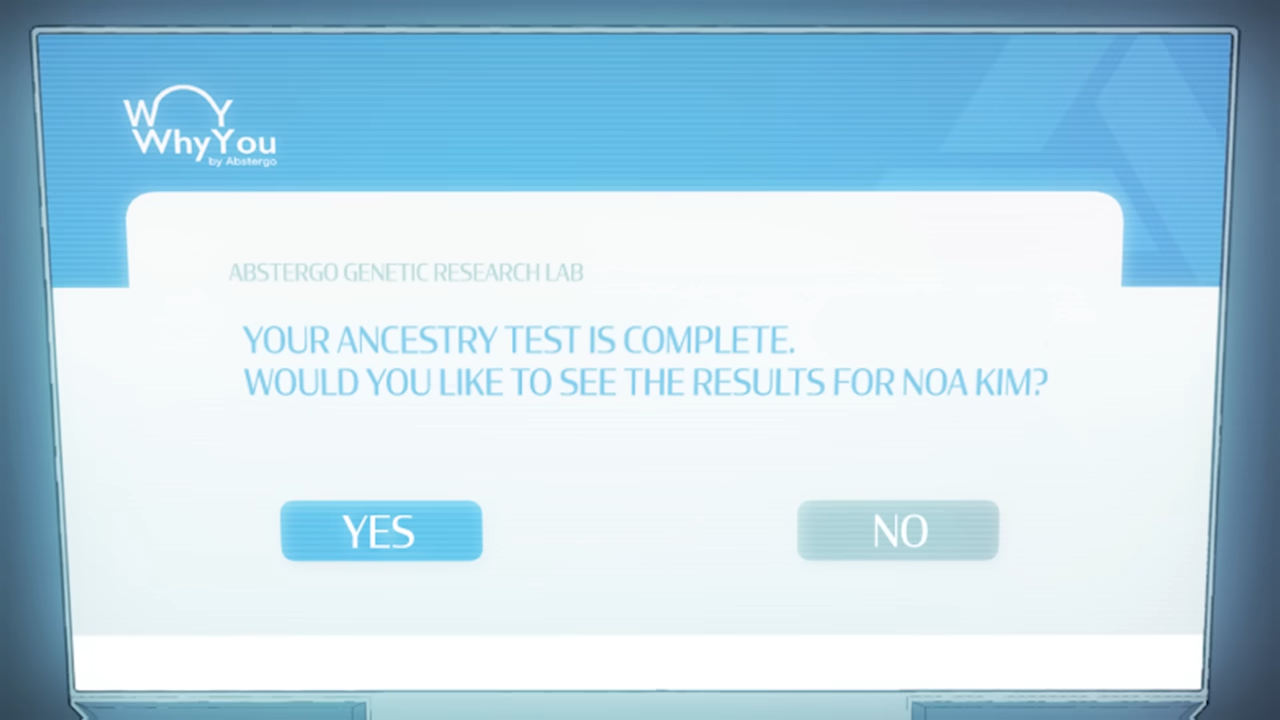 W Y
WhyYou
by Abstergo
ABSTERGO GENETIC RESEARCH LAB
YOUR ANCESTRY TEST IS COMPLETE.
WOULD YOU LIKE TO SEE THE RESULTS FOR NOA KIM?
YES NO